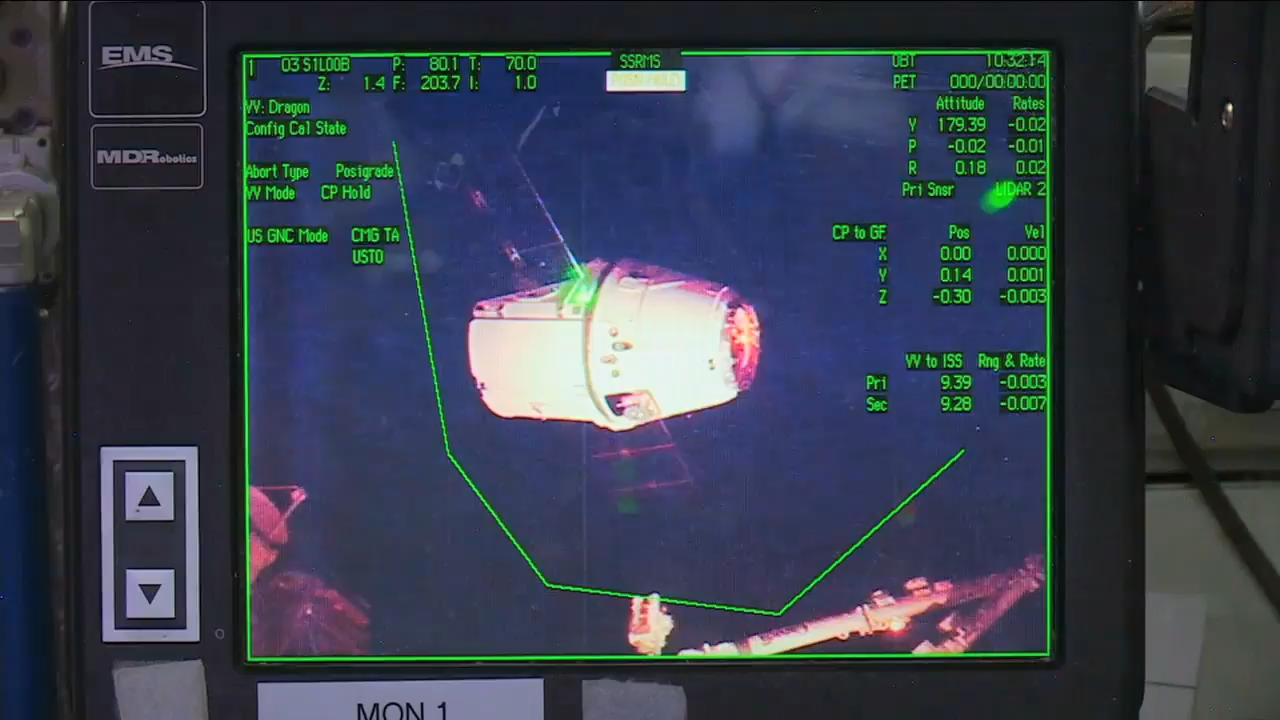 EMS
MDRobotics
03 S1LOOB P: 80.1 T: 70.0
Z: 1.4 F: 203.7 I: 1.0
VV: Dragon
Config Cal State
Abort Type Posigrade
VV Mode CP Hold
US GNC Mode CMG TA
USTO
SSRMS
POSN HOLD
OBT 10:32:14
PET 000/00:00:00
Attitude Rates
Y 179.39 -0.02
P -0.02 -0.01
R 0.18 0.02
Pri Snsr LIDAR 2
CP to GF Pos Vel
X 0.00 0.000
Y 0.14 0.001
Z -0.30 -0.003
VV to ISS Rng & Rate
Pri 9.39 -0.003
Sec 9.28 -0.007
MON 1